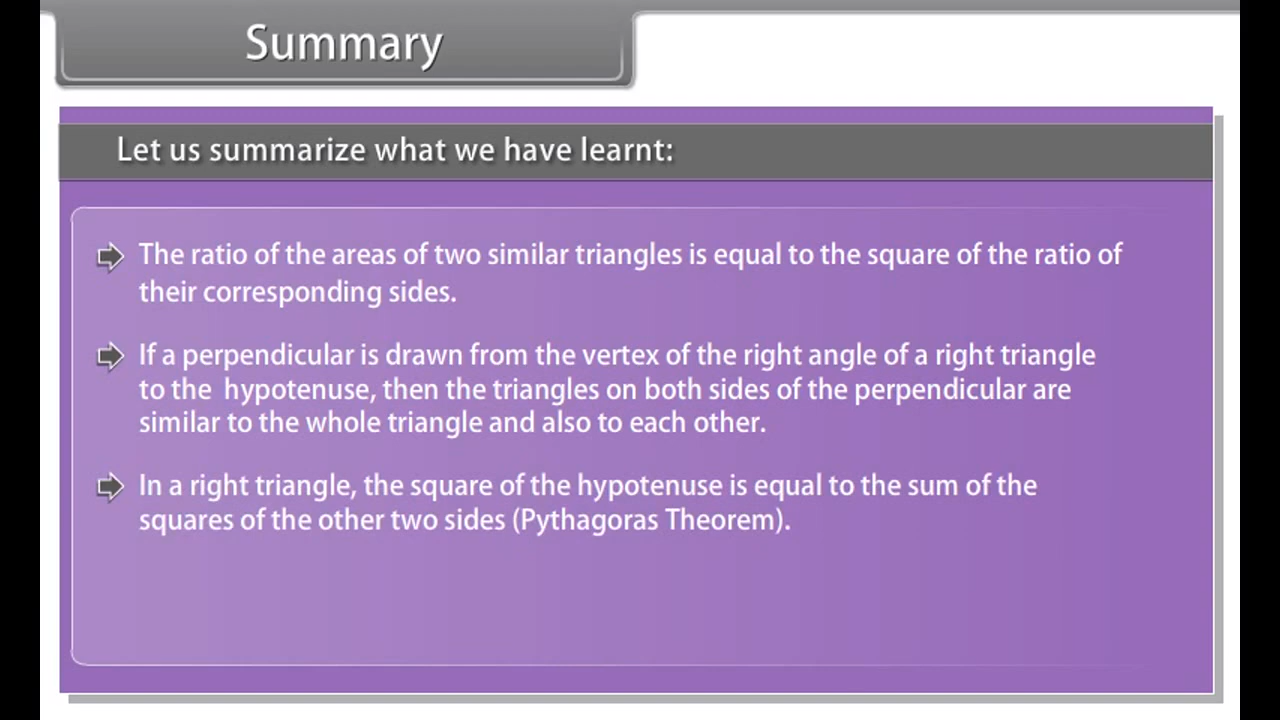 Summary
Let us summarize what we have learnt:
The ratio of the areas of two similar triangles is equal to the square of the ratio of
their corresponding sides.
If a perpendicular is drawn from the vertex of the right angle of a right triangle
to the hypotenuse, then the triangles on both sides of the perpendicular are
similar to the whole triangle and also to each other.
In a right triangle, the square of the hypotenuse is equal to the sum of the
squares of the other two sides (Pythagoras Theorem).